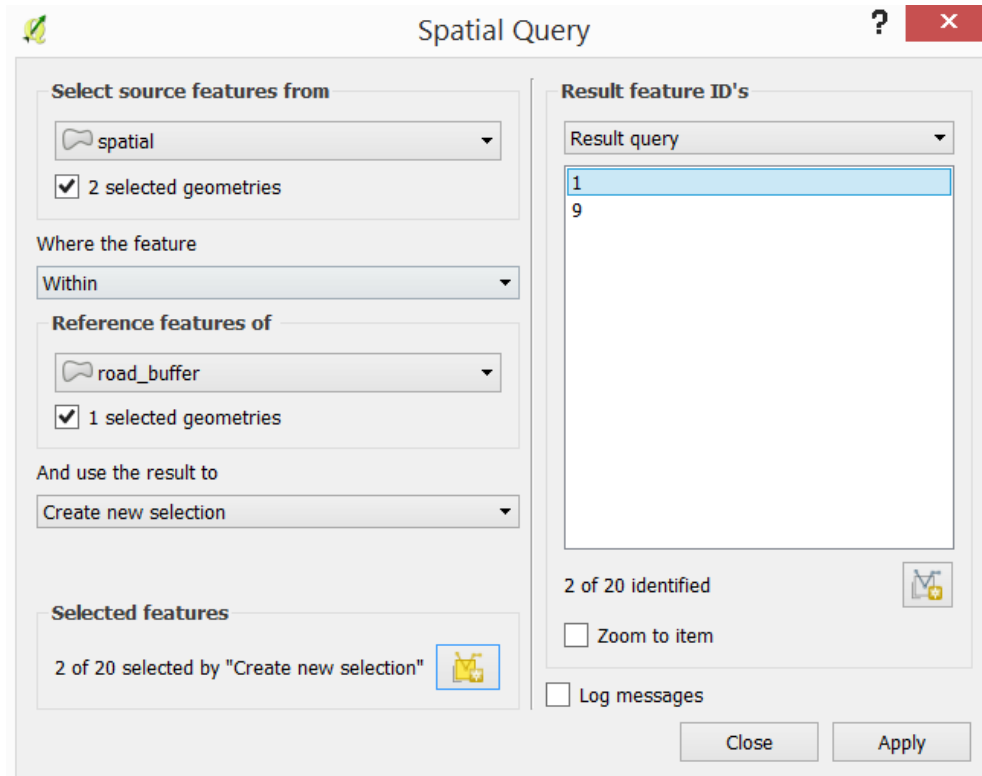 Spatial Query
?
Select source features from
spatial
2 selected geometries
Where the feature
Within
Reference features of
road_buffer
1 selected geometries
And use the result to
Create new selection
Selected features
2 of 20 selected by "Create new selection"
Result feature ID's
Result query
1
9
2 of 20 identified
Zoom to item
Log messages
Close
Apply